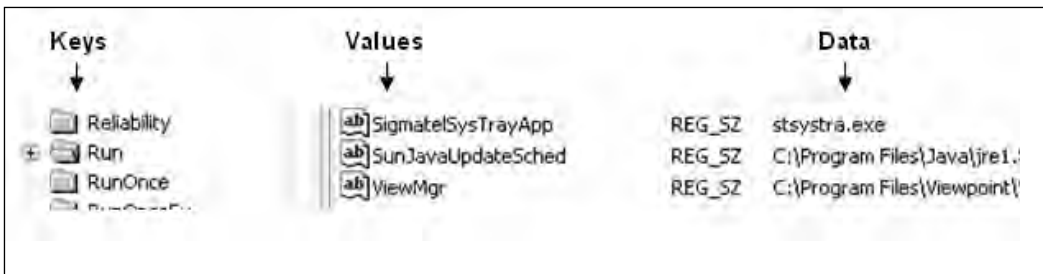 Keys Values Data
Reliability SigmatelSysTrayApp REG_SZ stsystra.exe
Run SunJavaUpdateSched REG_SZ C:\Program Files\Java\jre1.
RunOnce ViewMgr REG_SZ C:\Program Files\Viewpoint\